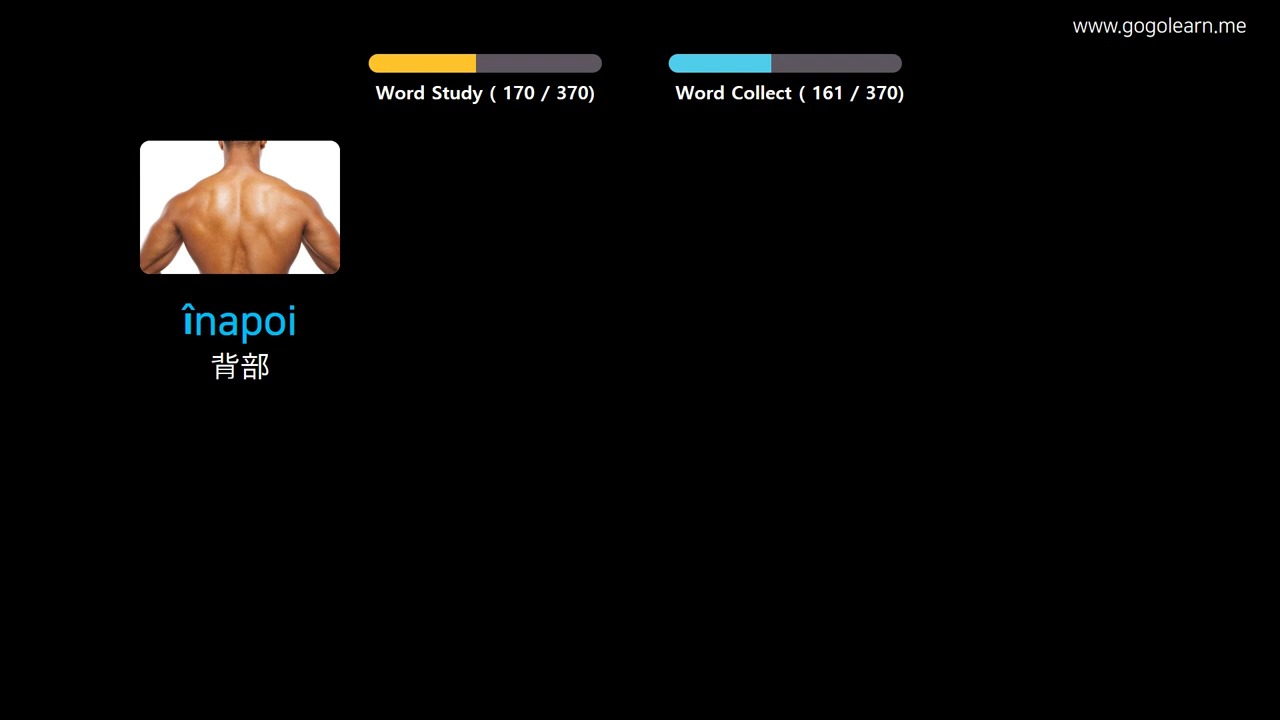 www.gogolearn.me
Word Study ( 170 / 370)
Word Collect ( 161 / 370)
înapoi
背部